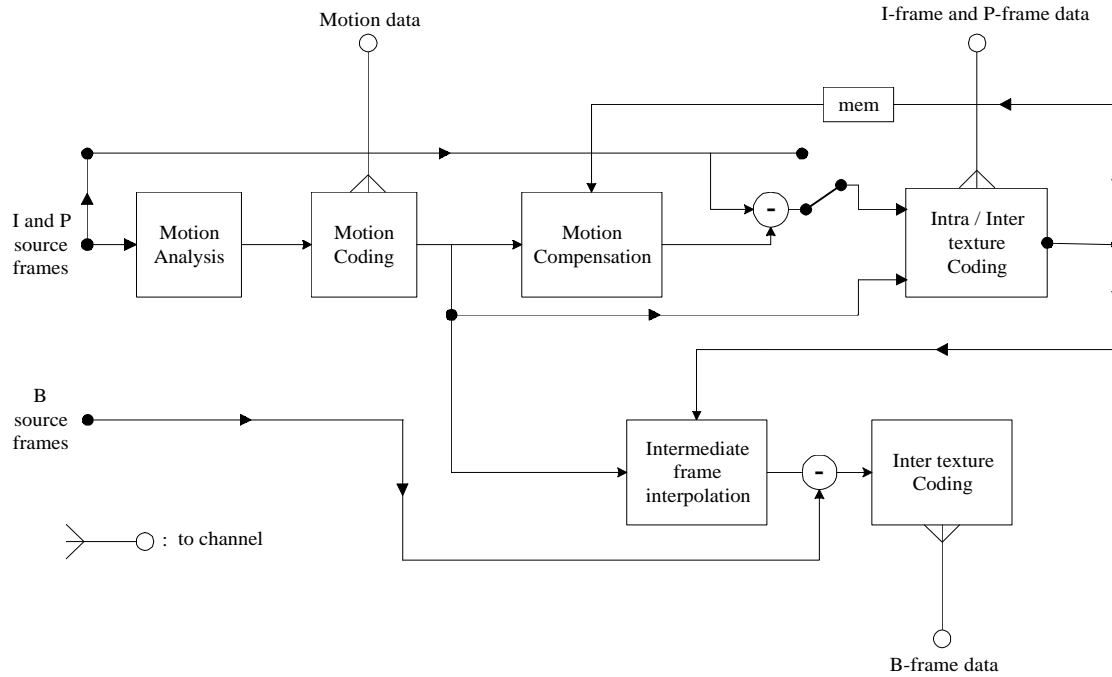 Motion data
I-frame and P-frame data
mem
I and P
source
frames
Motion
Analysis
Motion
Coding
Motion
Compensation
-
Intra / Inter
texture
Coding
B
source
frames
Intermediate
frame
interpolation
-
Inter texture
Coding
: to channel
B-frame data